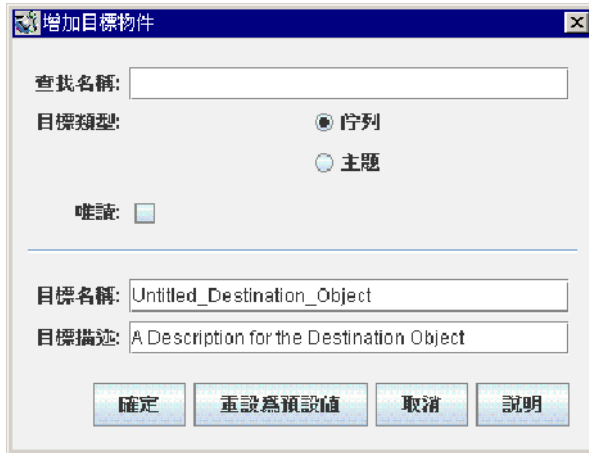 增加目標物件
查找名稱:
目標類型: 佇列
主題
唯讀:
目標名稱: Untitled_Destination_Object
目標描述: A Description for the Destination Object
確定 重設為預設值 取消 說明